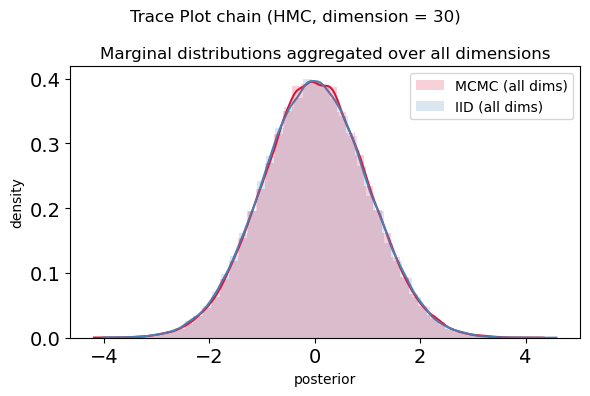 Trace Plot chain (HMC, dimension = 30)
Marginal distributions aggregated over all dimensions
MCMC (all dims)
IID (all dims)
density
0.4
0.3
0.2
0.1
0.0
−4
−2
0
2
4
posterior